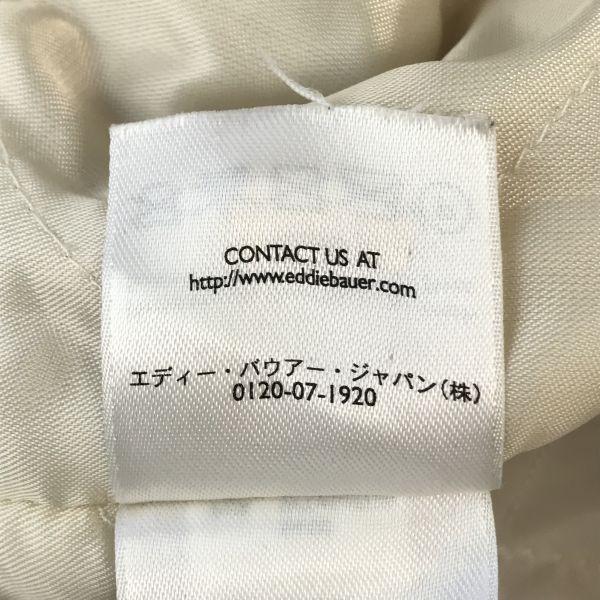 CONTACT US AT
http://www.eddiebauer.com
エディー・バウアー・ジャパン(株)
0120-07-1920